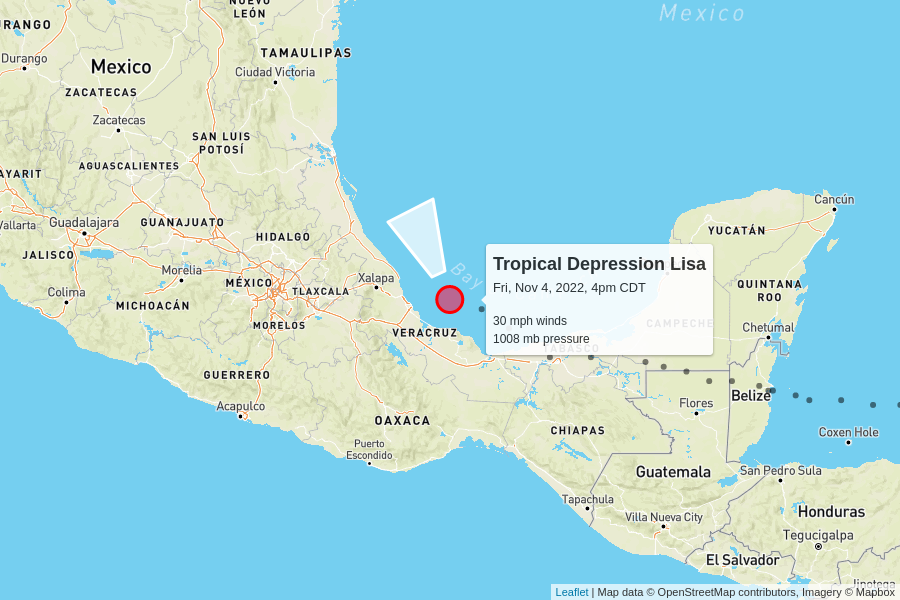 Mexico
NUEVO
LEÓN
DURANGO
TAMAULIPAS
Durango
Mexico
Ciudad Victoria
ZACATECAS
Zacatecas
SAN LUIS
POTOSÍ
AGUASCALIENTES
NAYARIT
Cancún
Vallarta
Guadalajara
GUANAJUATO
YUCATÁN
HIDALGO
JALISCO
Bay
Tropical Depression Lisa
Fri, Nov 4, 2022, 4pm CDT
30 mph winds
1008 mb pressure
Morelia
Xalapa
MÉXICO
TLAXCALA
QUINTANA
ROO
Colima
MICHOACÁN
MORELOS
VERACRUZ
CAMPECHE
Chetumal
TABASCO
GUERRERO
Belize
Flores
Acapulco
OAXACA
CHIAPAS
Coxen Hole
Puerto
Escondido
Guatemala
San Pedro Sula
Tapachula
Villa Nueva City
Honduras
Tegucigalpa
El Salvador
Jinotega
Leaflet | Map data © OpenStreetMap contributors, Imagery © Mapbox